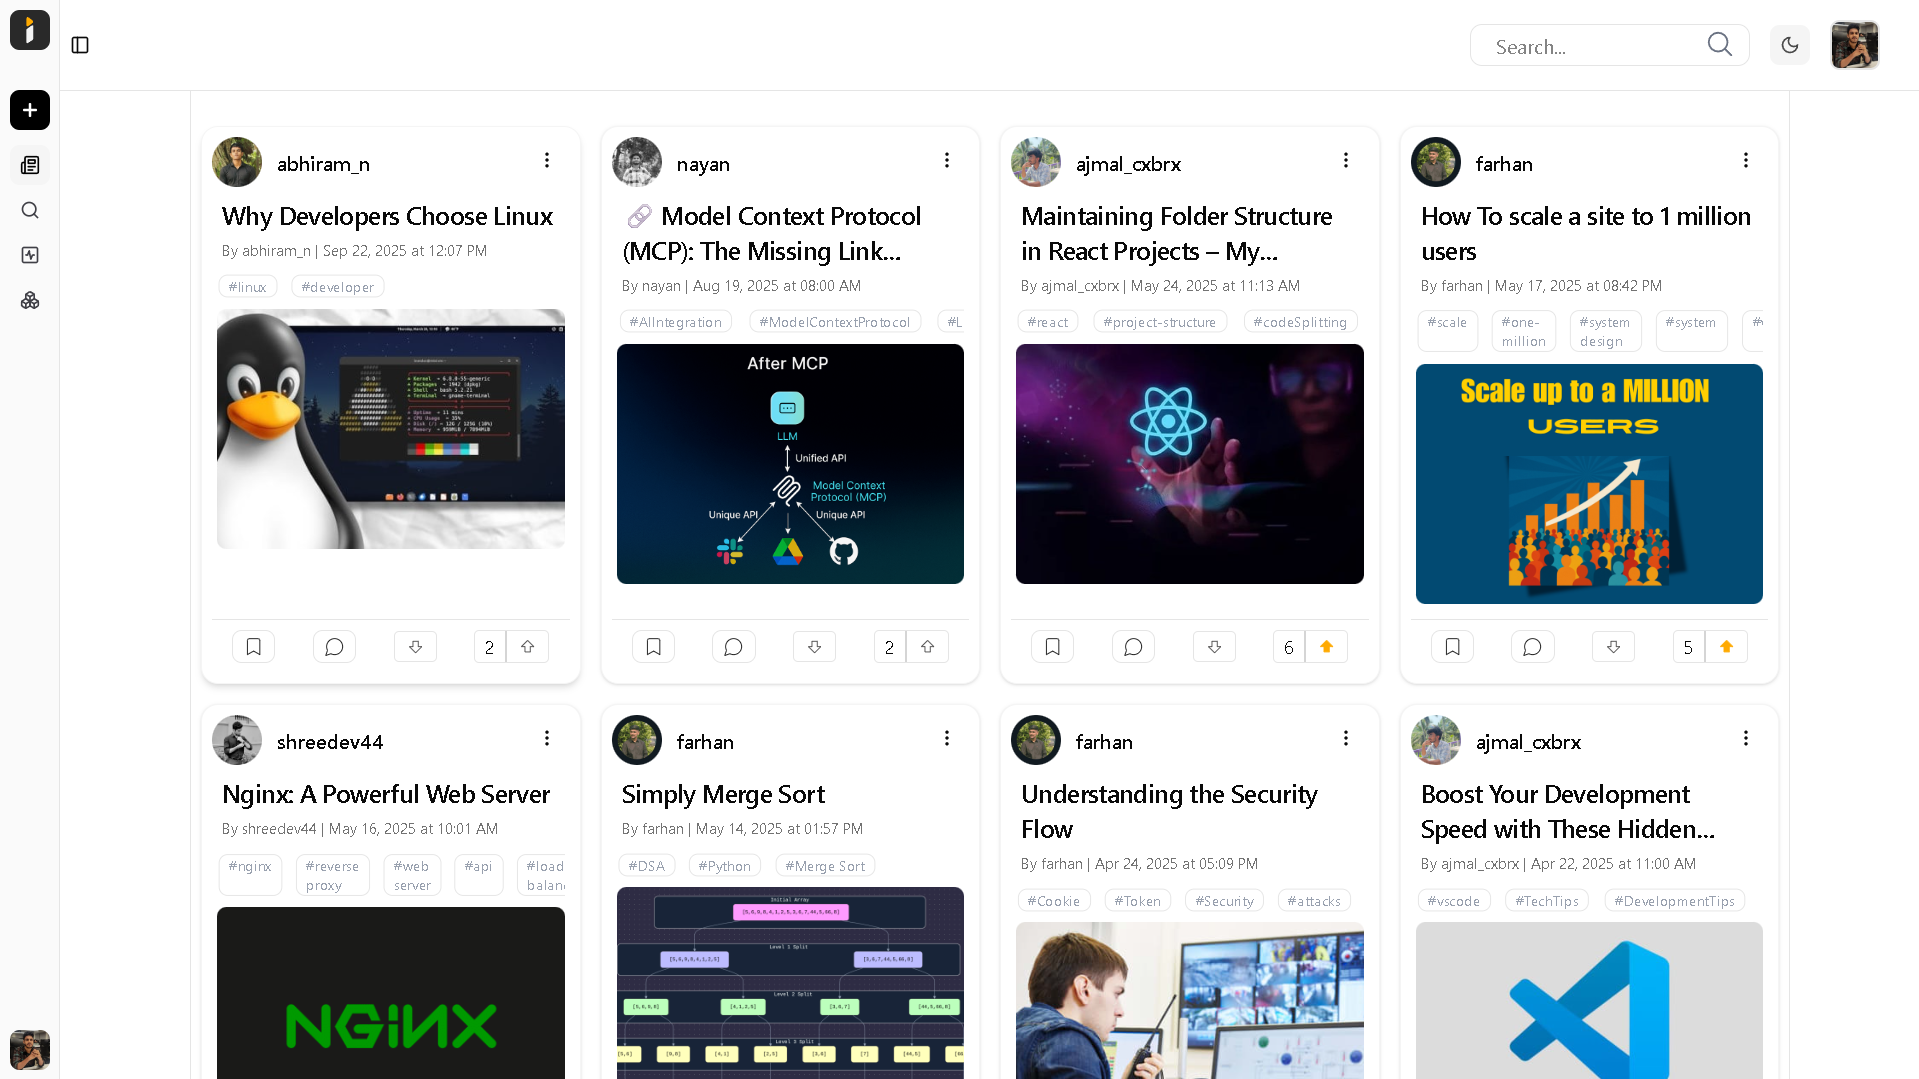 Search...
abhiram_n
Why Developers Choose Linux
By abhiram_n | Sep 22, 2025 at 12:07 PM
#linux
#developer
2
nayan
🔗 Model Context Protocol
(MCP): The Missing Link...
By nayan | Aug 19, 2025 at 08:00 AM
#AIIntegration
#ModelContextProtocol
#L
After MCP
LLM
Unified API
Model Context
Protocol (MCP)
Unique API
Unique API
2
ajmal_cxbrx
Maintaining Folder Structure
in React Projects – My...
By ajmal_cxbrx | May 24, 2025 at 11:13 AM
#react
#project-structure
#codeSplitting
6
farhan
How To scale a site to 1 million
users
By farhan | May 17, 2025 at 08:42 PM
#scale
#one-
million
#system
design
#system
Scale up to a MILLION
USERS
5
shreedev44
Nginx: A Powerful Web Server
By shreedev44 | May 16, 2025 at 10:01 AM
#nginx
#reverse
proxy
#web
server
#api
#load
balan
NGINX
farhan
Simply Merge Sort
By farhan | May 14, 2025 at 01:57 PM
#DSA
#Python
#Merge Sort
Initial Array
Level 1 Split
Level 2 Split
Level 3 Split
farhan
Understanding the Security
Flow
By farhan | Apr 24, 2025 at 05:09 PM
#Cookie
#Token
#Security
#attacks
ajmal_cxbrx
Boost Your Development
Speed with These Hidden...
By ajmal_cxbrx | Apr 22, 2025 at 11:00 AM
#vscode
#TechTips
#DevelopmentTips